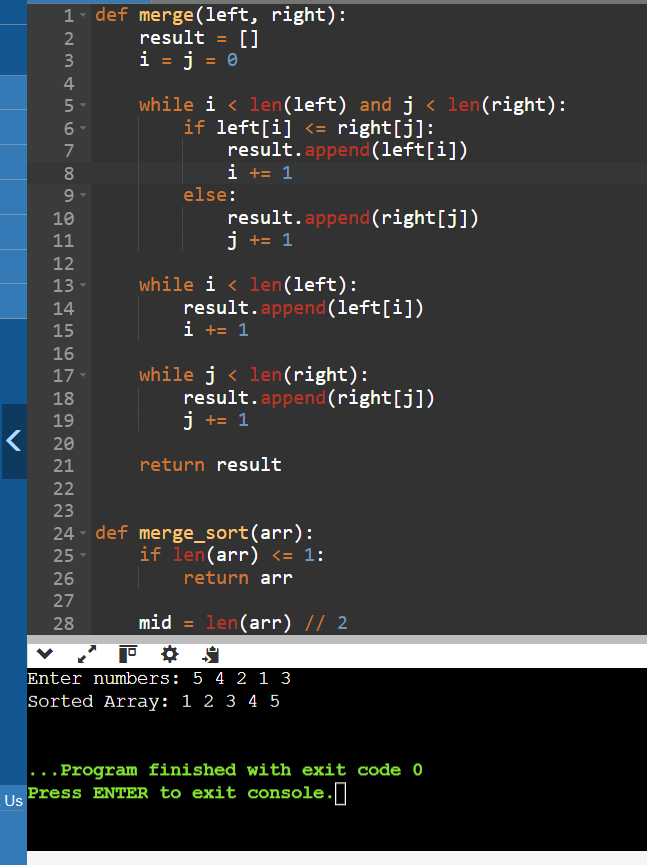 1 def merge(left, right):
2     result = []
3     i = j = 0
4
5     while i < len(left) and j < len(right):
6         if left[i] <= right[j]:
7             result.append(left[i])
8             i += 1
9         else:
10             result.append(right[j])
11             j += 1
12
13     while i < len(left):
14         result.append(left[i])
15         i += 1
16
17     while j < len(right):
18         result.append(right[j])
19         j += 1
20
21     return result
22
23
24 def merge_sort(arr):
25     if len(arr) <= 1:
26         return arr
27
28     mid = len(arr) // 2
Enter numbers: 5 4 2 1 3
Sorted Array: 1 2 3 4 5
...Program finished with exit code 0
Us
Press ENTER to exit console.